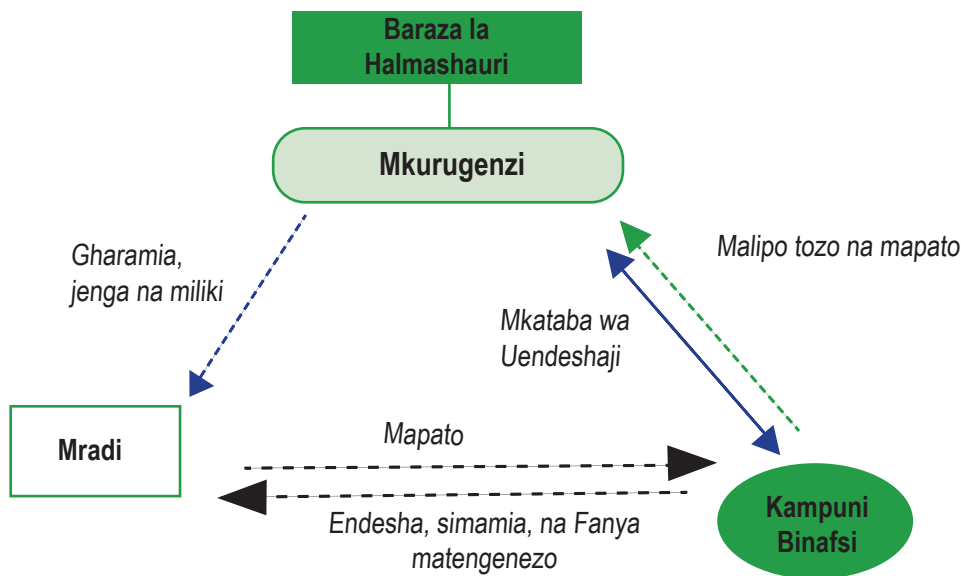 Baraza la
Halmashauri
Mkurugenzi
Gharamia,
jenga na miliki
Malipo tozo na mapato
Mkataba wa
Uendeshaji
Mradi
Mapato
Endesha, simamia, na Fanya
matengenezo
Kampuni
Binafsi